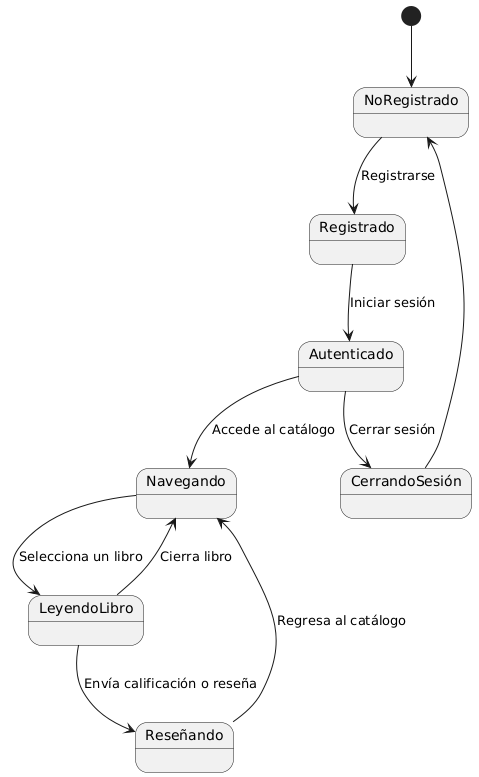 NoRegistrado
Registrarse
Registrado
Iniciar sesión
Autenticado
Accede al catálogo
Cerrar sesión
Navegando
CerrandoSesión
Selecciona un libro
Cierra libro
LeyendoLibro
Regresa al catálogo
Envía calificación o reseña
Reseñando